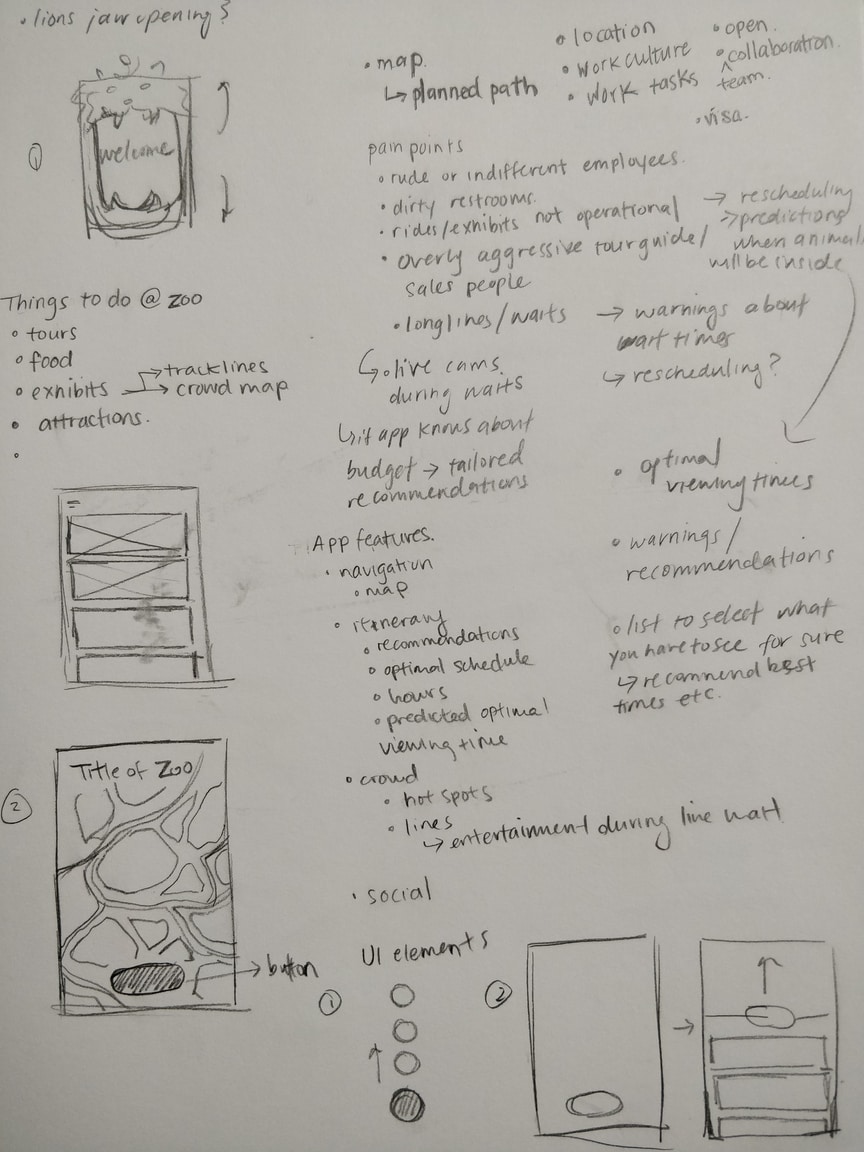 • lions jaw opening?
①
welcome
• map.
↳ planned path
• location
• work culture
• work tasks
• open.
• collaboration.
^ team.
• visa.
pain points
• rude or indifferent employees.
• dirty restrooms.
• rides/exhibits not operational
→ rescheduling
→ predictions
when animals
will be inside
• overly aggressive tour guide/
sales people
• long lines/waits
→ warnings about
wait times
↳ rescheduling?
↳ • live cams
during waits
↳ if app knows about
budget → tailored
recommendations
Things to do @ zoo
• tours
• food
• exhibits → track lines
→ crowd map
• attractions.
•
• optimal
viewing times
• warnings/
recommendations
• list to select what
you have to see for sure
↳ recommend best
times etc.
App features.
• navigation
• map
• itinerary
• recommendations
• optimal schedule
• hours
• predicted optimal
viewing time
• crowd
• hot spots
• lines
↳ entertainment during line wait
• social
②
Title of Zoo
→ button
UI elements
①
②